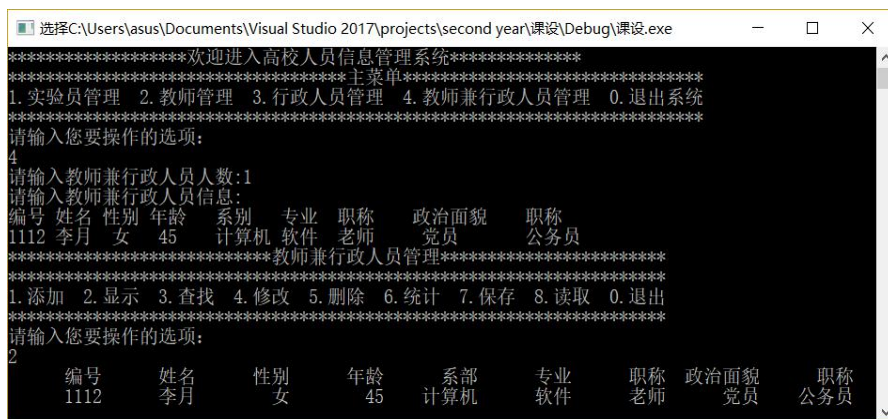 选择C:\Users\asus\Documents\Visual Studio 2017\projects\second year\课设\Debug\课设.exe
*******************欢迎进入高校人员信息管理系统**************
************************************主菜单********************************
1.实验员管理  2.教师管理  3.行政人员管理  4.教师兼行政人员管理  0.退出系统
**************************************************************************
请输入您要操作的选项:
4
请输入教师兼行政人员人数:1
请输入教师兼行政人员信息:
编号 姓名 性别 年龄   系别   专业  职称    政治面貌    职称
1112 李月  女   45    计算机 软件  老师     党员       公务员
****************************教师兼行政人员管理************************
**********************************************************************
1.添加  2.显示  3.查找  4.修改  5.删除  6.统计  7.保存  8.读取  0.退出
**********************************************************************
请输入您要操作的选项:
2
编号      姓名      性别      年龄      系部      专业      职称  政治面貌      职称
1112      李月        女        45    计算机      软件      老师      党员    公务员